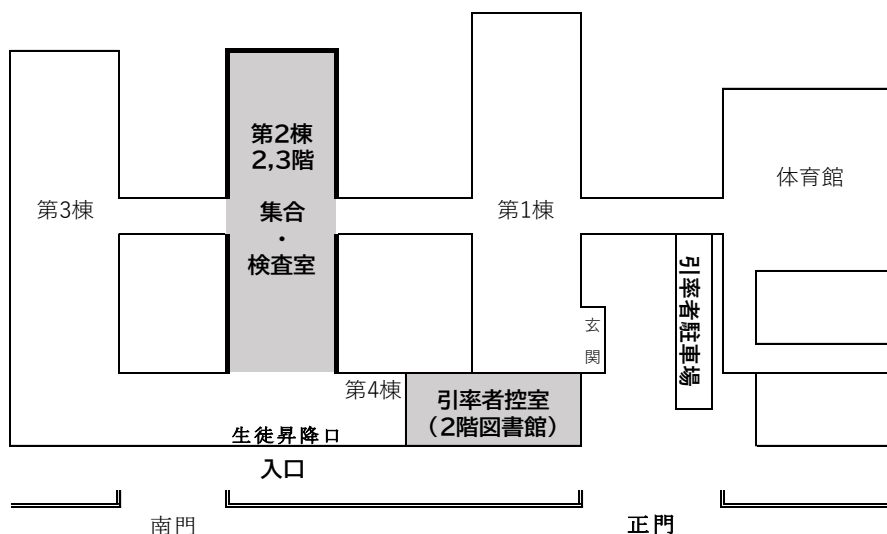 第2棟
2,3階
集合
・
検査室
第3棟
第1棟
体育館
引率者駐車場
玄
関
第4棟
引率者控室
（2階図書館）
生徒昇降口
入口
南門
正門